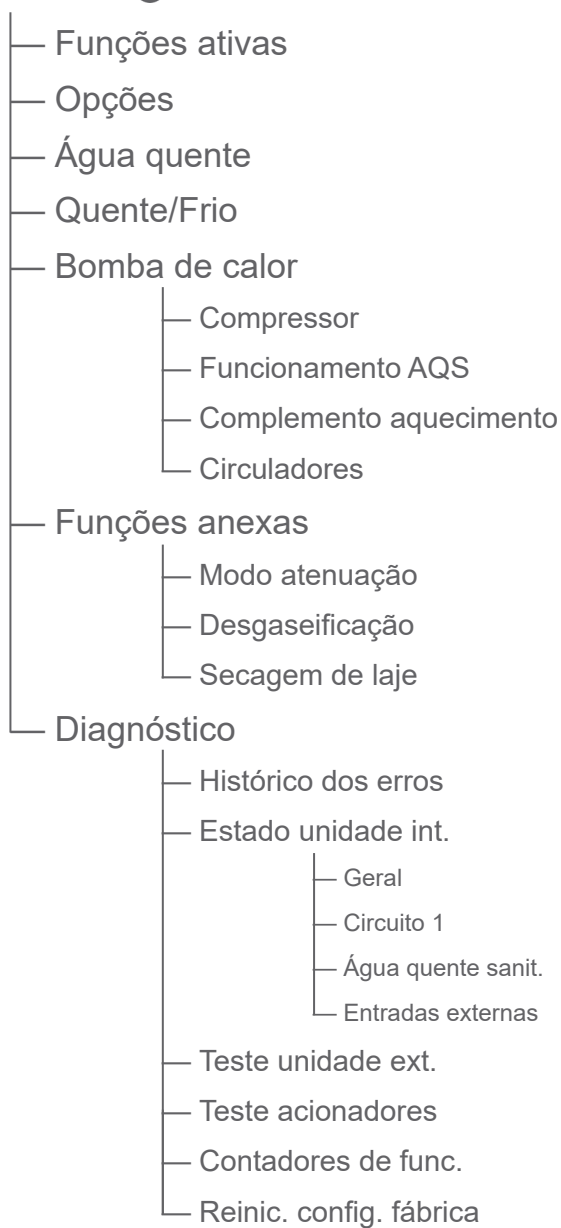 Funções ativas
Opções
Água quente
Quente/Frio
Bomba de calor
Compressor
Funcionamento AQS
Complemento aquecimento
Circuladores
Funções anexas
Modo atenuação
Desgaseificação
Secagem de laje
Diagnóstico
Histórico dos erros
Estado unidade int.
Geral
Circuito 1
Água quente sanit.
Entradas externas
Teste unidade ext.
Teste acionadores
Contadores de func.
Reinic. config. fábrica